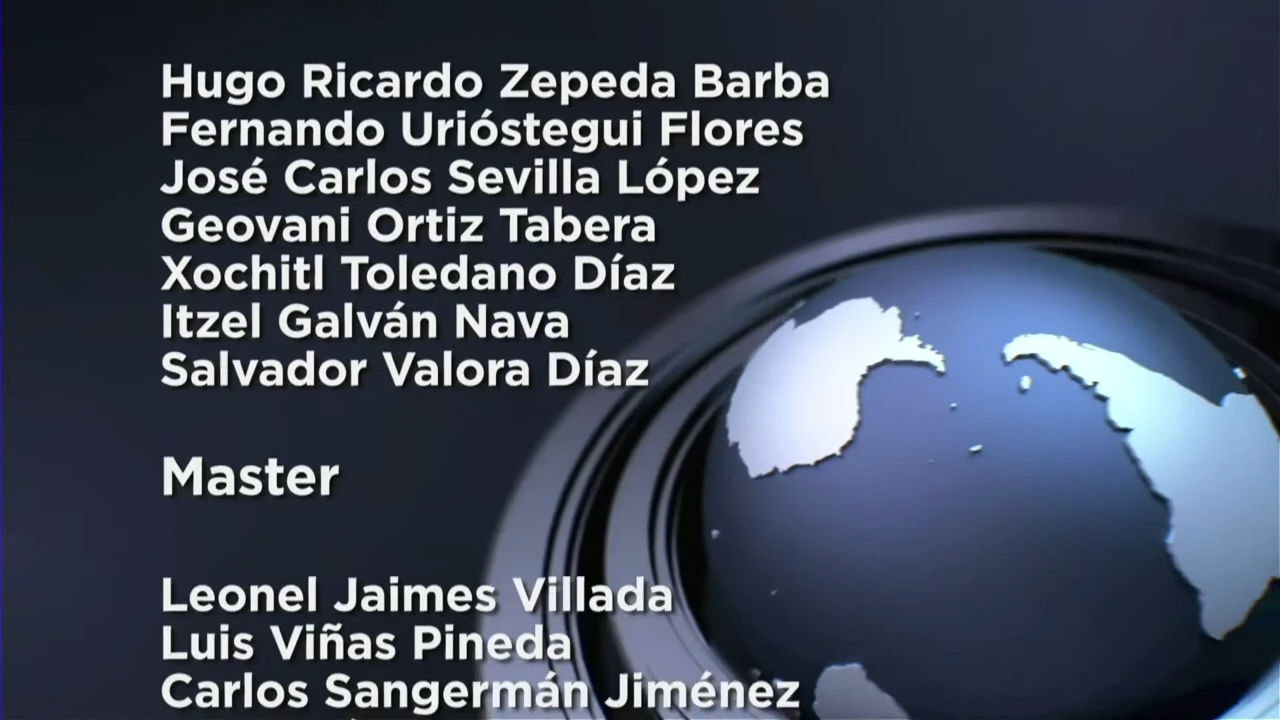 Hugo Ricardo Zepeda Barba
Fernando Urióstegui Flores
José Carlos Sevilla López
Geovani Ortiz Tabera
Xochitl Toledano Díaz
Itzel Galván Nava
Salvador Valora Díaz
Master
Leonel Jaimes Villada
Luis Viñas Pineda
Carlos Sangermán Jiménez